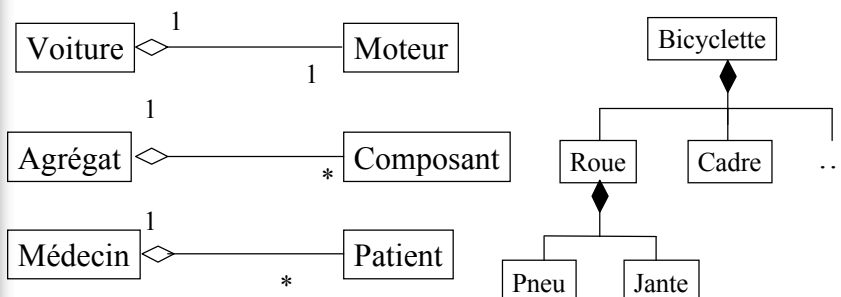 1
Voiture
Moteur
1
1
Agrégat
Composant
*
1
Médecin
Patient
*
Bicyclette
Roue
Cadre
..
Pneu
Jante